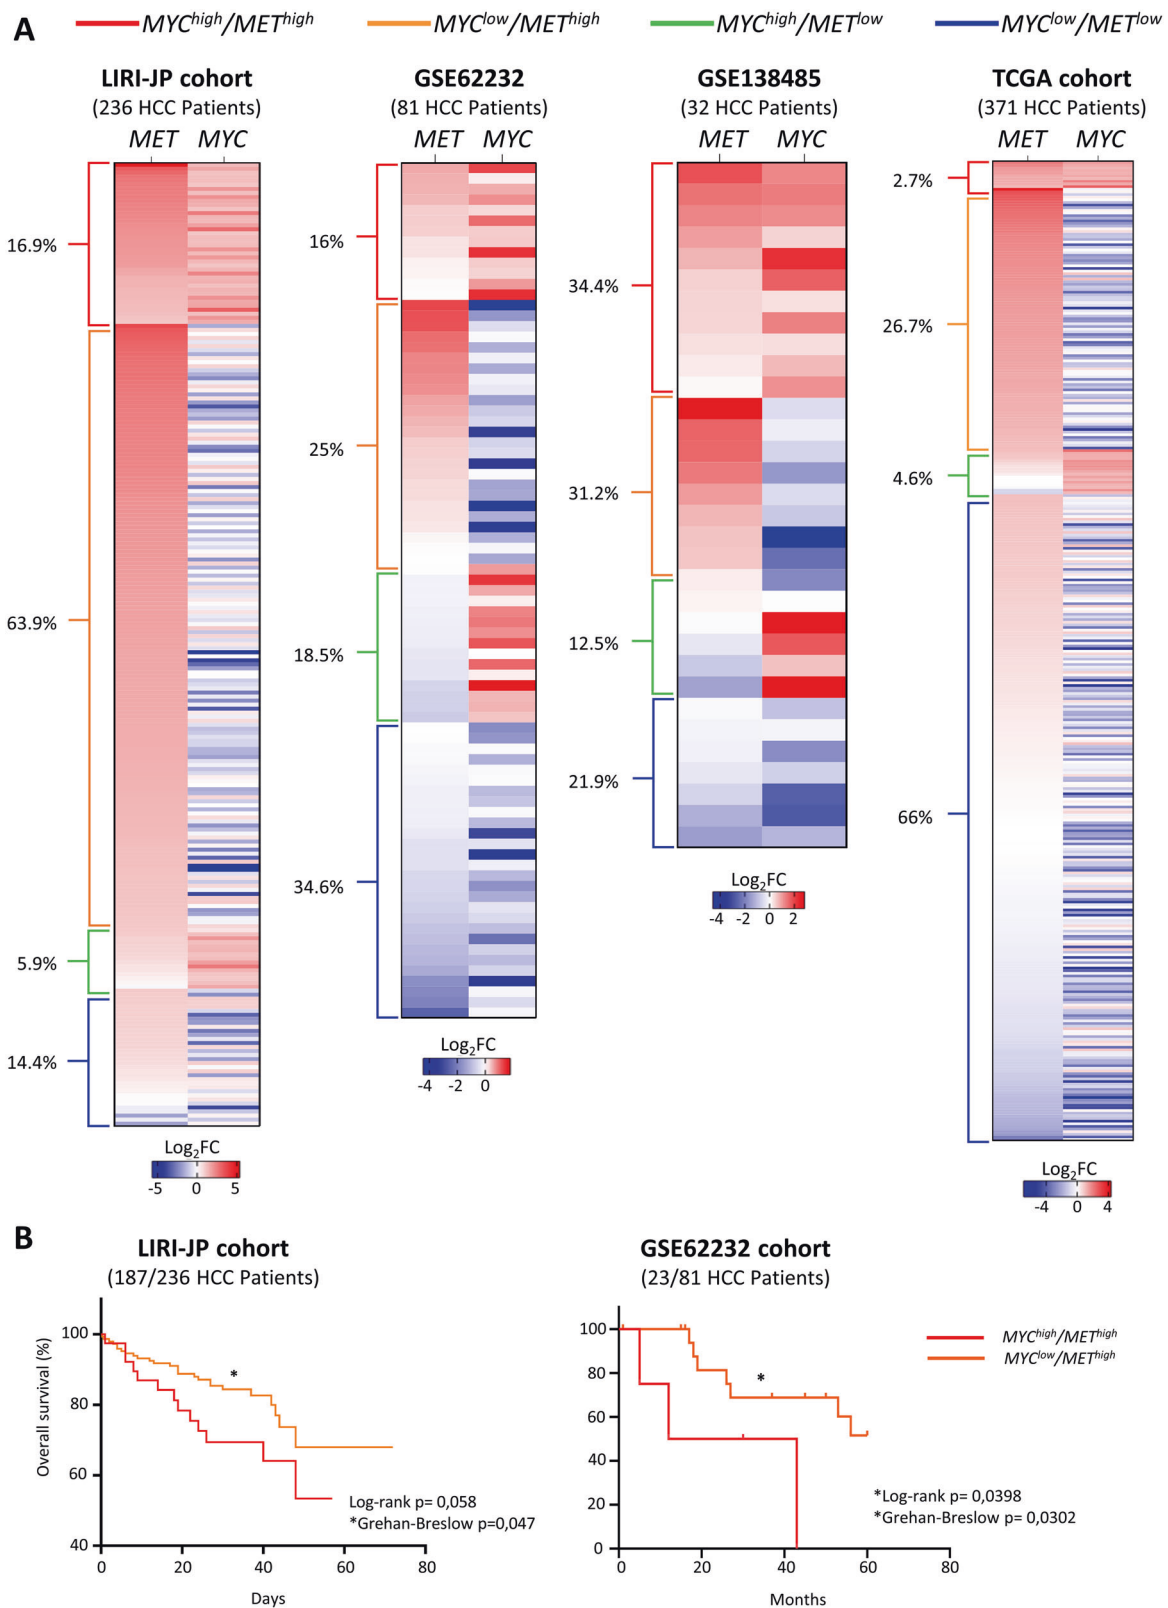 A
MYChigh/METhigh MYClow/METhigh MYChigh/METlow MYClow/METlow
LIRI-JP cohort
(236 HCC Patients)
MET MYC
16.9%
63.9%
5.9%
14.4%
Log2FC
-5 0 5
GSE62232
(81 HCC Patients)
MET MYC
16%
25%
18.5%
34.6%
Log2FC
-4 -2 0
GSE138485
(32 HCC Patients)
MET MYC
34.4%
31.2%
12.5%
21.9%
Log2FC
-4 -2 0 2
TCGA cohort
(371 HCC Patients)
MET MYC
2.7%
26.7%
4.6%
66%
Log2FC
-4 0 4
B
LIRI-JP cohort
(187/236 HCC Patients)
Overall survival (%)
100
80
60
40
*
Log-rank p= 0,058
*Grehan-Breslow p=0,047
0 20 40 60 80
Days
GSE62232 cohort
(23/81 HCC Patients)
100
80
60
40
20
0
*
MYChigh/METhigh
MYClow/METhigh
*Log-rank p= 0,0398
*Grehan-Breslow p= 0,0302
0 20 40 60 80
Months